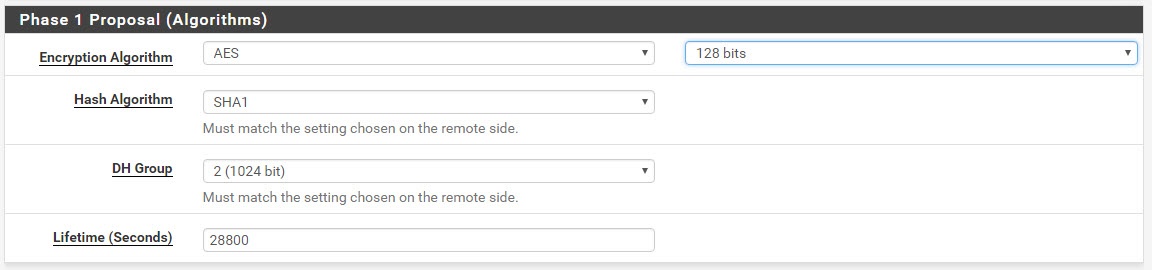 Phase 1 Proposal (Algorithms)
Encryption Algorithm AES 128 bits
Hash Algorithm SHA1
Must match the setting chosen on the remote side.
DH Group 2 (1024 bit)
Must match the setting chosen on the remote side.
Lifetime (Seconds) 28800